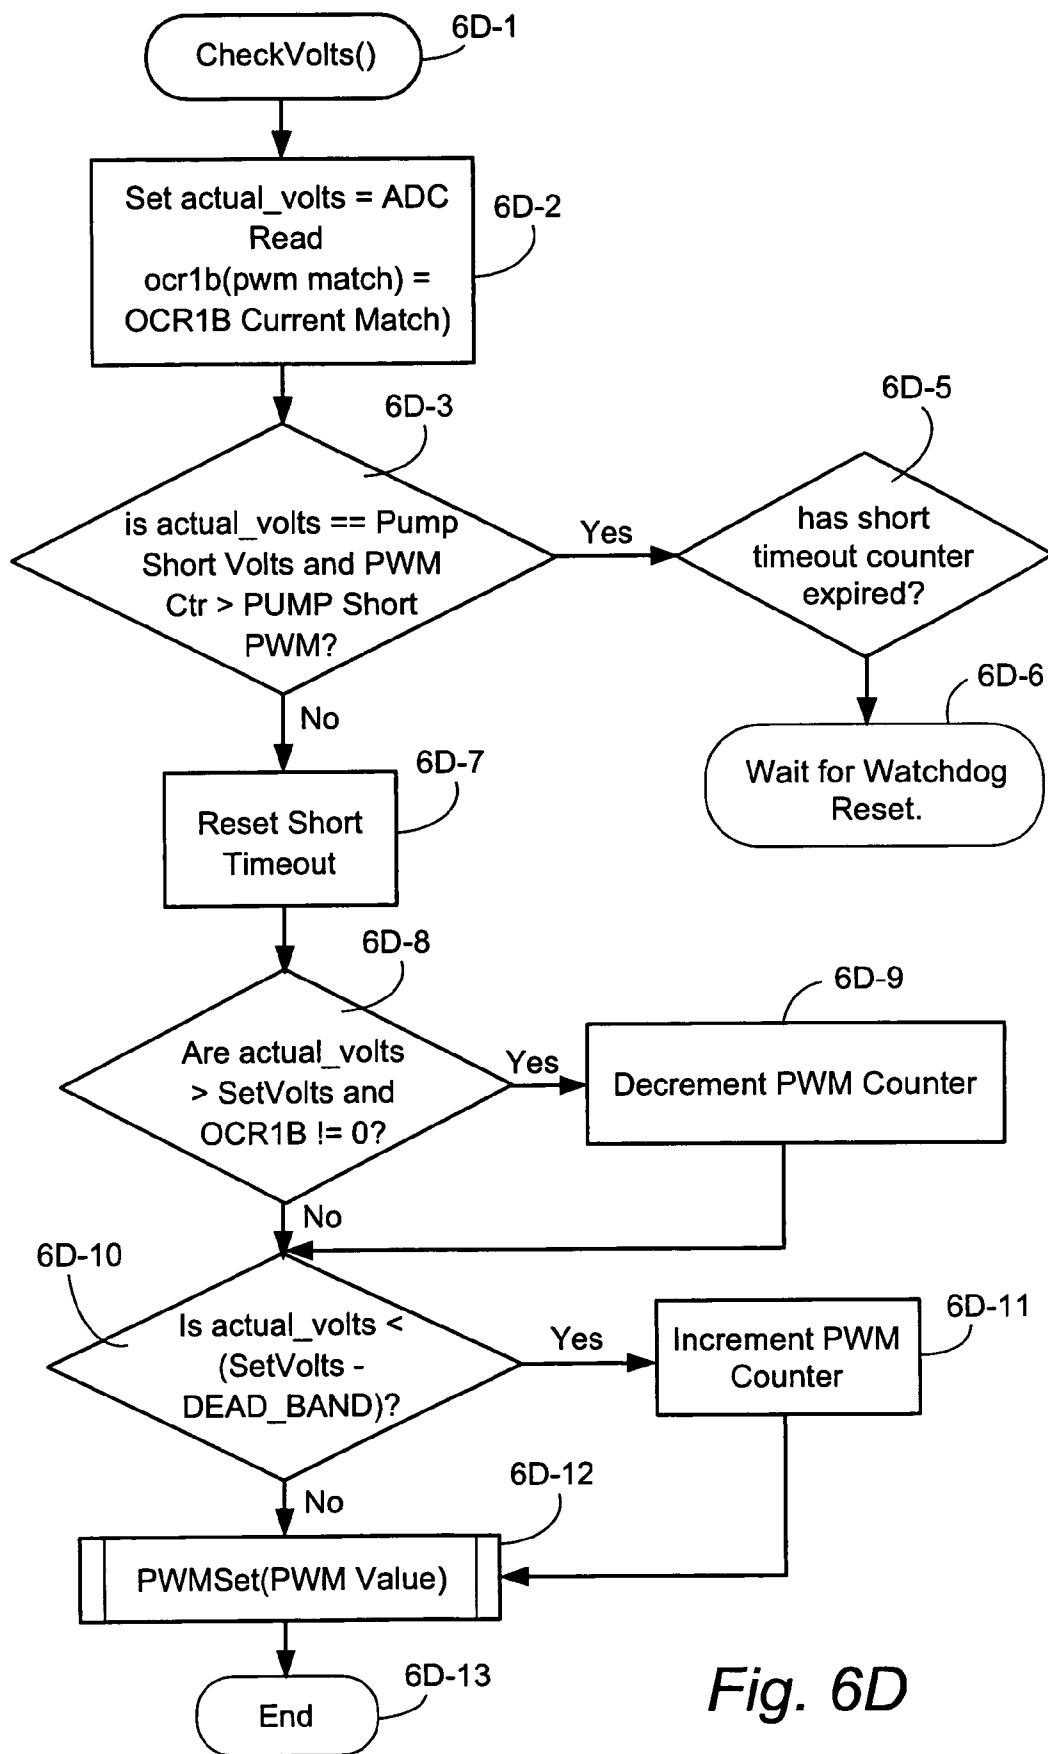 CheckVolts()
6D-1
Set actual_volts = ADC
Read
ocr1b(pwm match) =
OCR1B Current Match)
6D-2
6D-3
is actual_volts == Pump
Short Volts and PWM
Ctr > PUMP Short
PWM?
Yes
6D-5
has short
timeout counter
expired?
6D-6
Wait for Watchdog
Reset.
No
6D-7
Reset Short
Timeout
6D-8
Are actual_volts
> SetVolts and
OCR1B != 0?
Yes
6D-9
Decrement PWM Counter
No
6D-10
Is actual_volts <
(SetVolts -
DEAD_BAND)?
Yes
Increment PWM
Counter
6D-11
No
6D-12
PWMSet(PWM Value)
6D-13
End
Fig. 6D